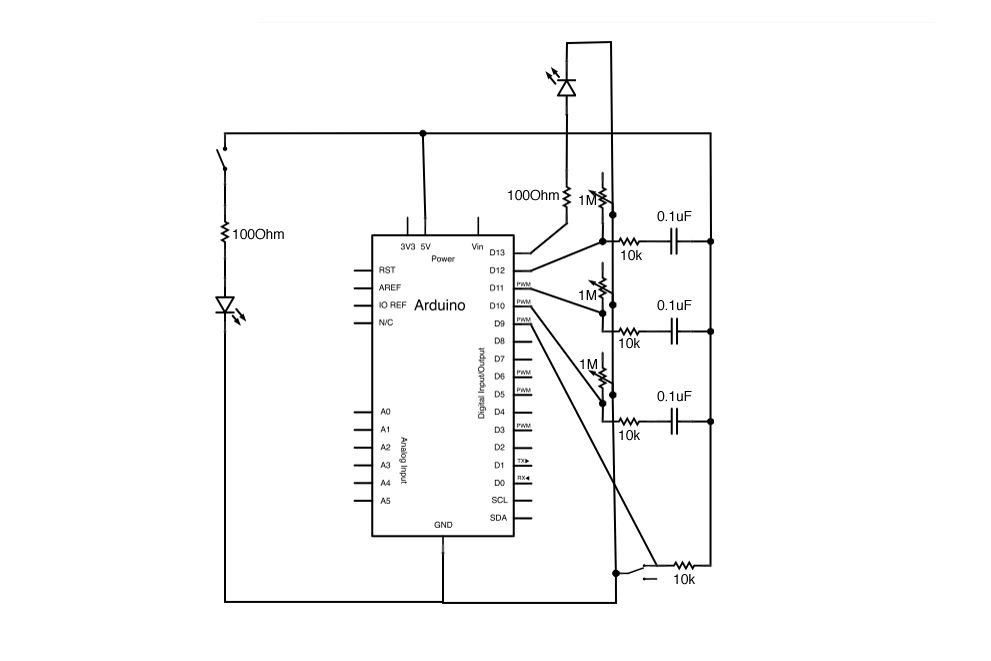 100Ohm
1M
0.1uF
100Ohm
3V3 5V
Vin
Power
D13
10k
RST
D12
AREF
D11
PWM
1M
0.1uF
IO REF
Arduino
D10
PWM
N/C
D9
PWM
10k
D8
D7
1M
D6
PWM
D5
PWM
0.1uF
A0
D4
A1
D3
PWM
10k
A2
D2
A3
D1
TX▶
A4
D0
RX◀
A5
SCL
SDA
Analog Input
Digital Input/Output
GND
10k